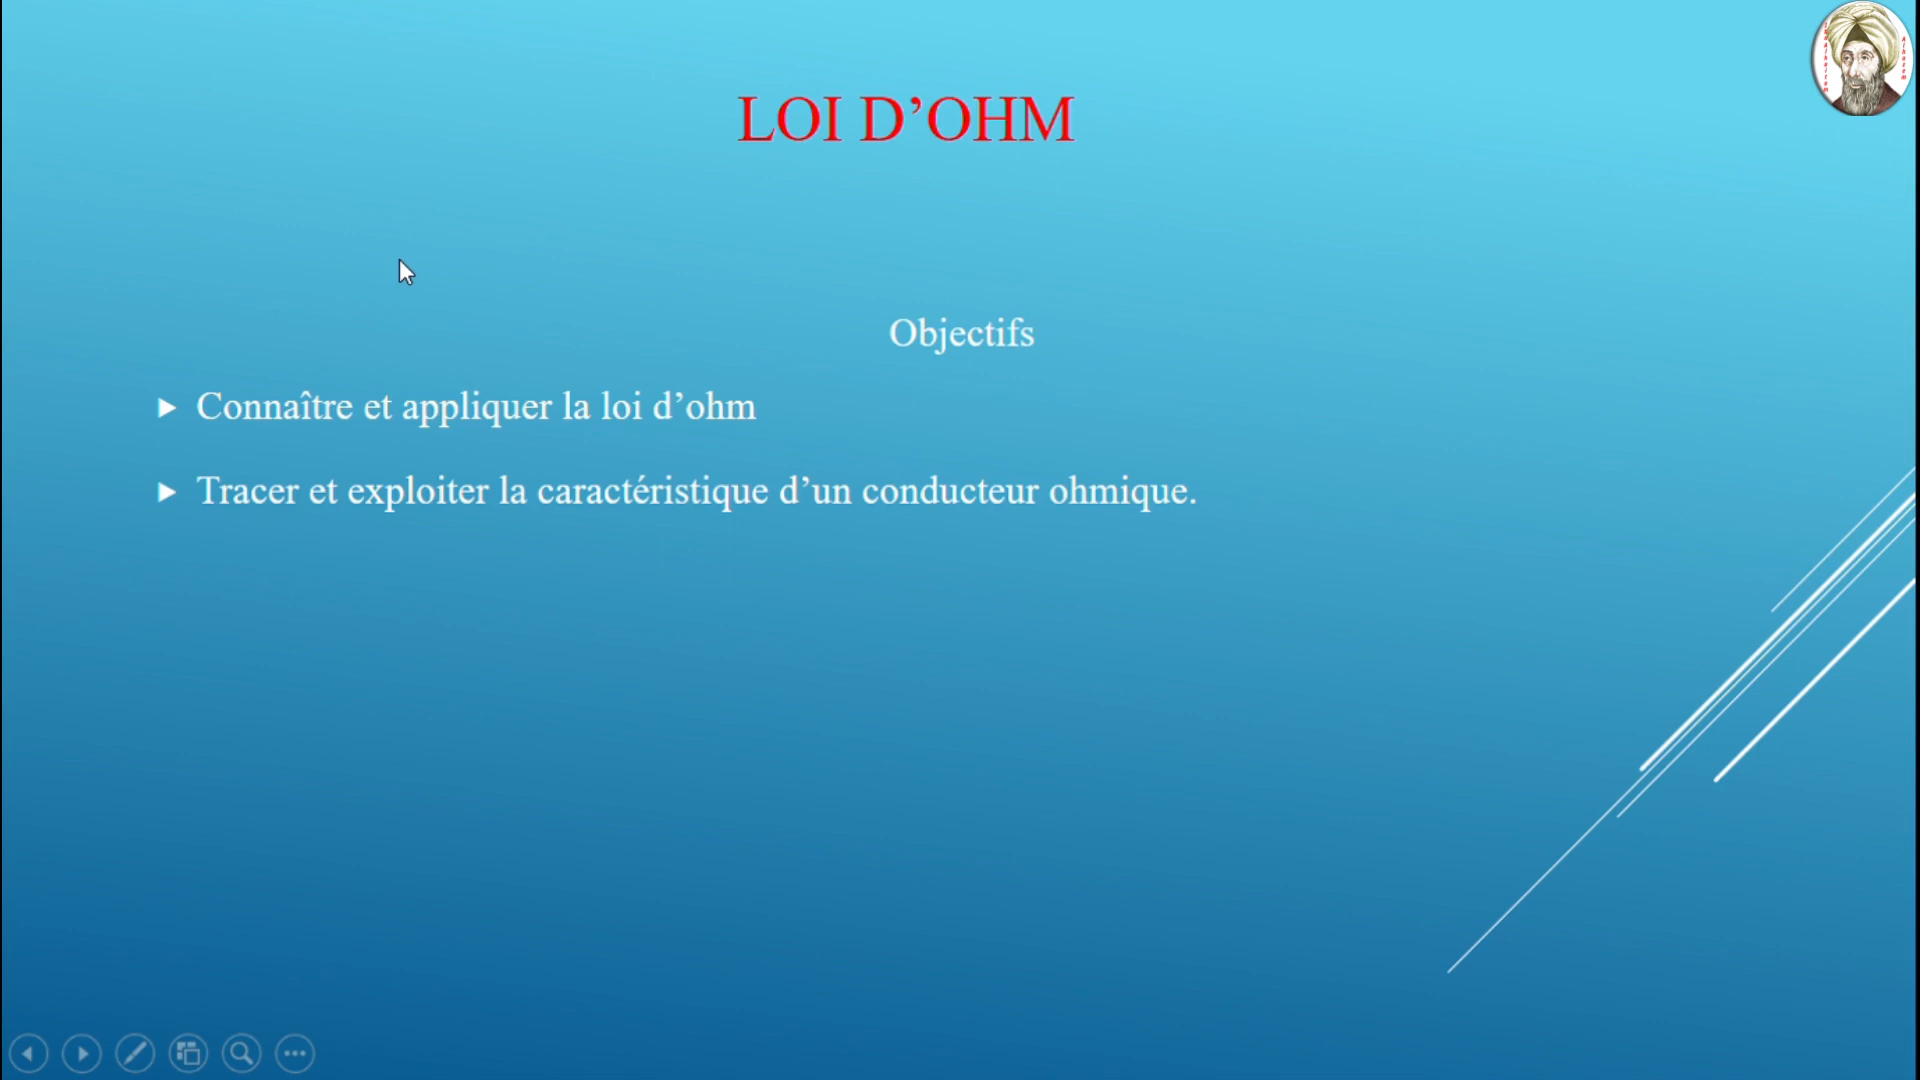 LOI D’OHM
Objectifs
Connaître et appliquer la loi d’ohm
Tracer et exploiter la caractéristique d’un conducteur ohmique.